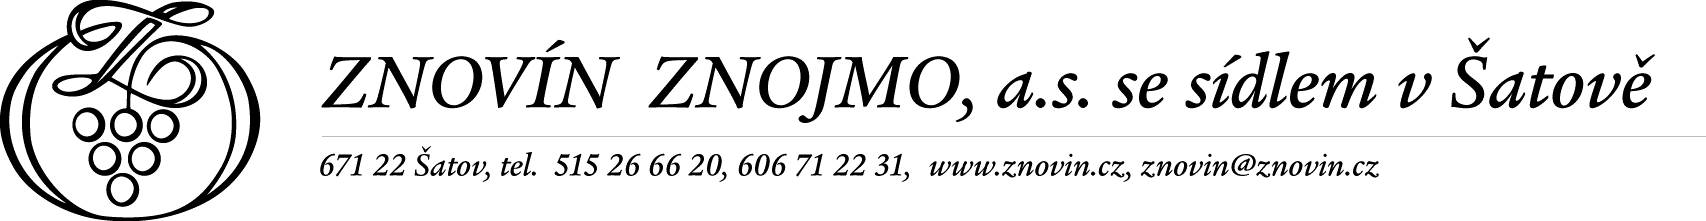 ZNOVÍN ZNOJMO, a.s. se sídlem v Šatově
671 22 Šatov, tel. 515 26 66 20, 606 71 22 31, www.znovin.cz, znovin@znovin.cz